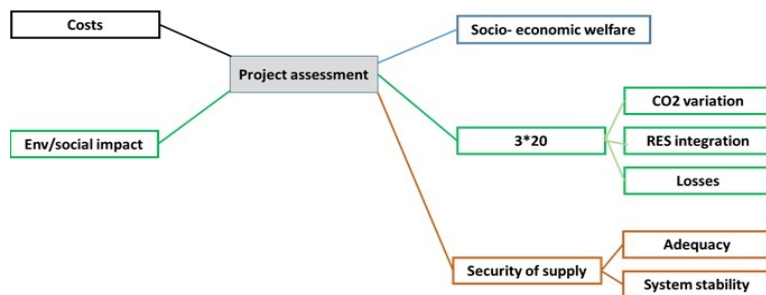 Costs
Socio- economic welfare
Project assessment
CO2 variation
Env/social impact
3*20
RES integration
Losses
Adequacy
Security of supply
System stability